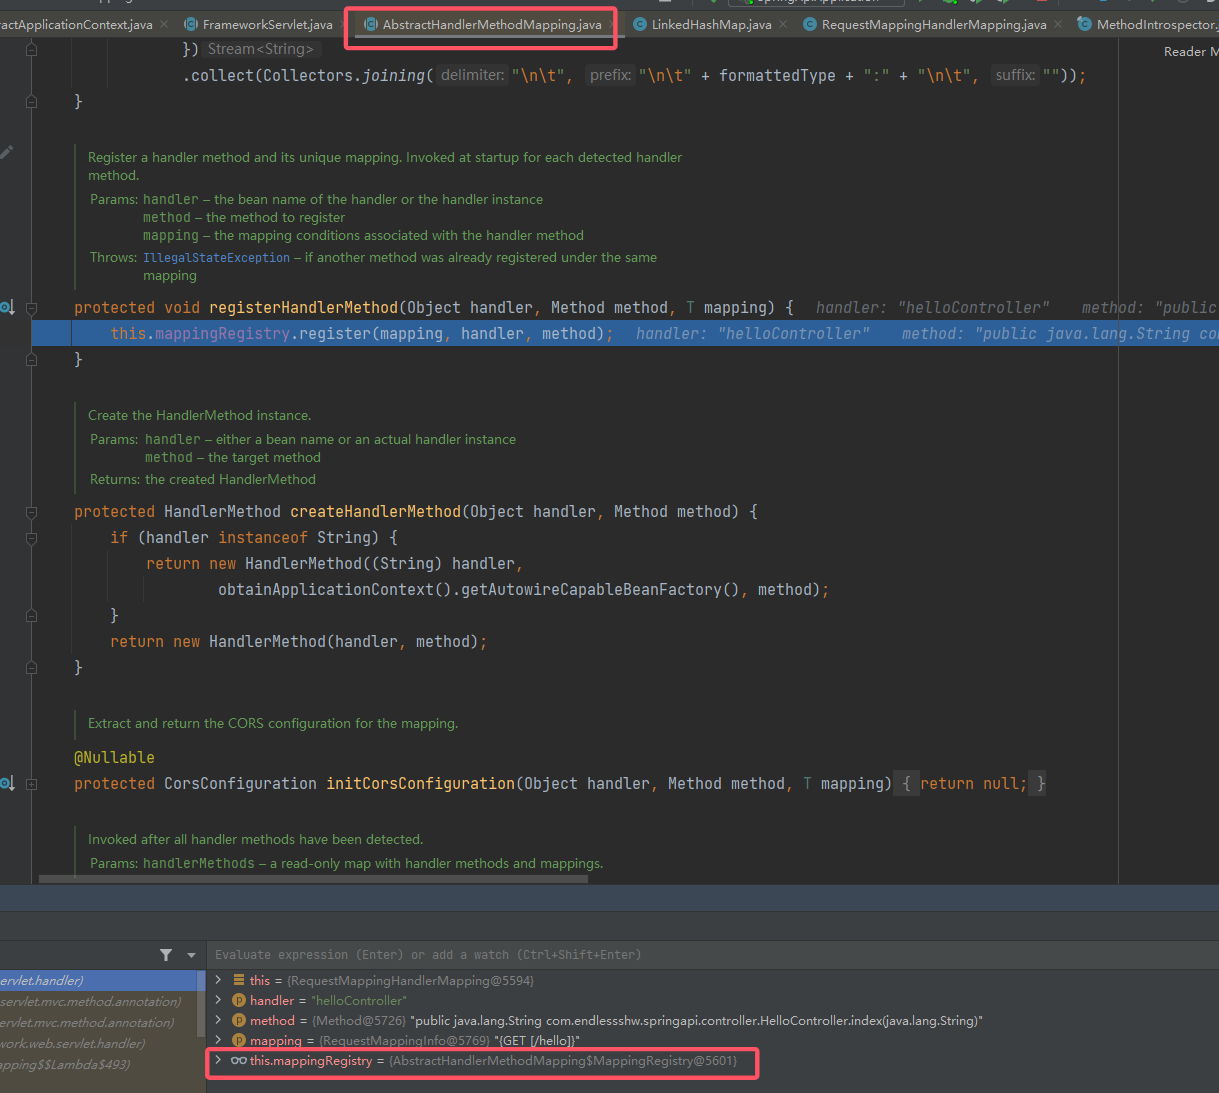 actApplicationContext.java FrameworkServlet.java AbstractHandlerMethodMapping.java LinkedHashMap.java RequestMappingHandlerMapping.java MethodIntrospector.
}) Stream<String> Reader M
.collect(Collectors.joining( delimiter: "\n\t", prefix: "\n\t" + formattedType + ":" + "\n\t", suffix: ""));
}
Register a handler method and its unique mapping. Invoked at startup for each detected handler
method.
Params: handler – the bean name of the handler or the handler instance
method – the method to register
mapping – the mapping conditions associated with the handler method
Throws: IllegalStateException – if another method was already registered under the same
mapping
protected void registerHandlerMethod(Object handler, Method method, T mapping) { handler: "helloController" method: "public
this.mappingRegistry.register(mapping, handler, method); handler: "helloController" method: "public java.lang.String co
}
Create the HandlerMethod instance.
Params: handler – either a bean name or an actual handler instance
method – the target method
Returns: the created HandlerMethod
protected HandlerMethod createHandlerMethod(Object handler, Method method) {
if (handler instanceof String) {
return new HandlerMethod((String) handler,
obtainApplicationContext().getAutowireCapableBeanFactory(), method);
}
return new HandlerMethod(handler, method);
}
Extract and return the CORS configuration for the mapping.
@Nullable
protected CorsConfiguration initCorsConfiguration(Object handler, Method method, T mapping) { return null; }
Invoked after all handler methods have been detected.
Params: handlerMethods – a read-only map with handler methods and mappings.
Evaluate expression (Enter) or add a watch (Ctrl+Shift+Enter)
servlet.handler) this = {RequestMappingHandlerMapping@5594}
servlet.mvc.method.annotation) handler = "helloController"
ervlet.mvc.method.annotation) method = {Method@5726} "public java.lang.String com.endlessshw.springapi.controller.HelloController.index(java.lang.String)"
work.web.servlet.handler) mapping = {RequestMappingInfo@5769} "{GET [/hello]}"
apping$$Lambda$493) this.mappingRegistry = {AbstractHandlerMethodMapping$MappingRegistry@5601}